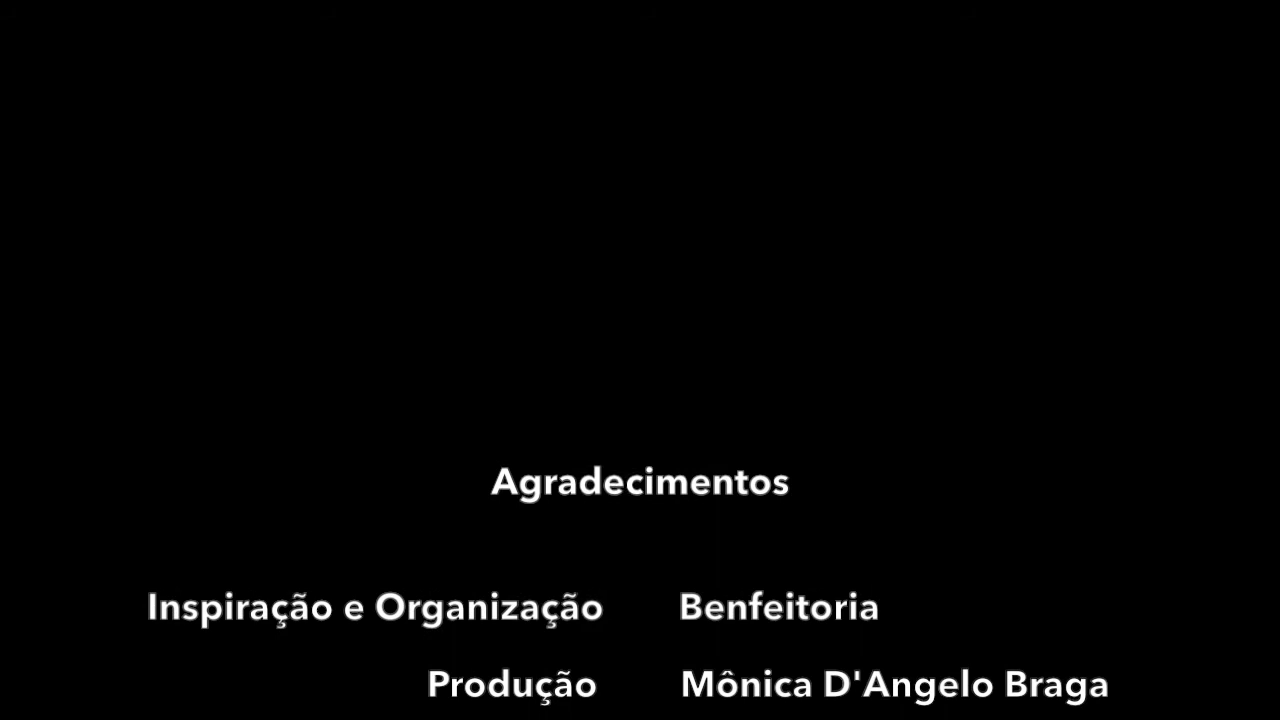 Agradecimentos
Inspiração e Organização Benfeitoria
Produção Mônica D'Angelo Braga